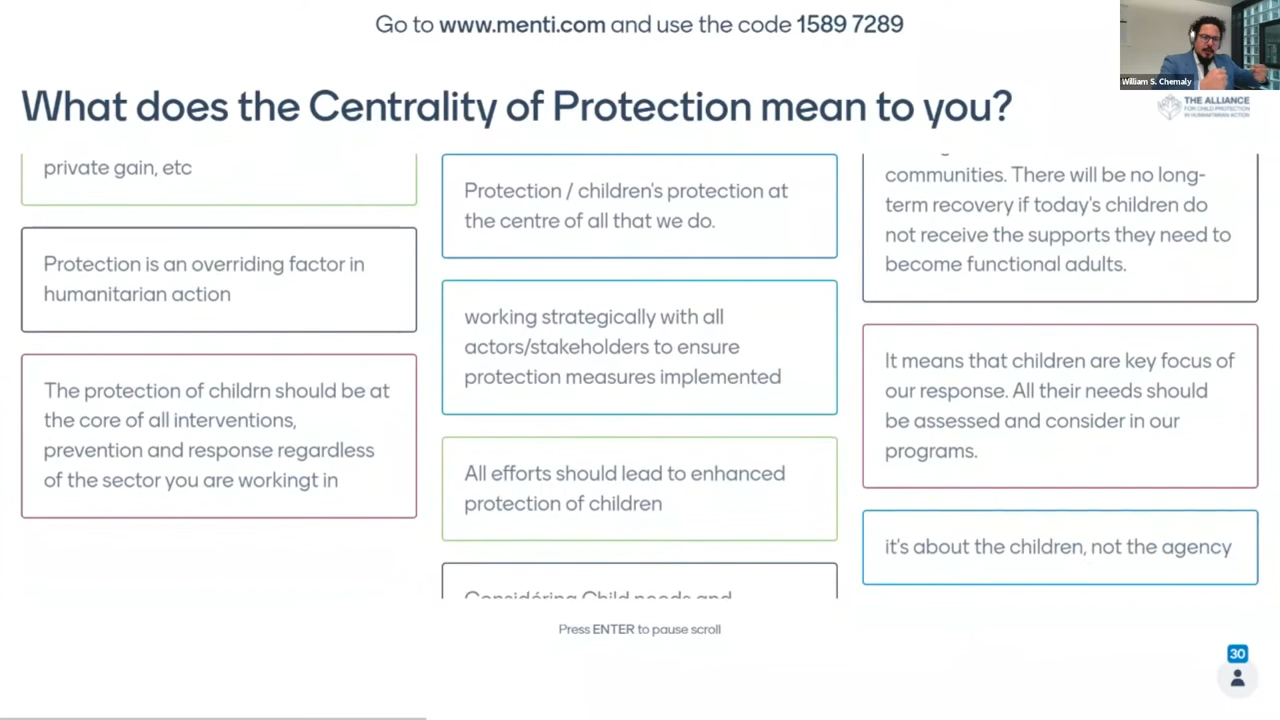 Go to www.menti.com and use the code 1589 7289
William S. Chemaly
What does the Centrality of Protection mean to you?
THE ALLIANCE
FOR CHILD PROTECTION
IN HUMANITARIAN ACTION
private gain, etc
Protection is an overriding factor in
humanitarian action
The protection of childrn should be at
the core of all interventions,
prevention and response regardless
of the sector you are workingt in
Protection / children's protection at
the centre of all that we do.
working strategically with all
actors/stakeholders to ensure
protection measures implemented
All efforts should lead to enhanced
protection of children
Considéring Child needs and
communities. There will be no long-
term recovery if today's children do
not receive the supports they need to
become functional adults.
It means that children are key focus of
our response. All their needs should
be assessed and consider in our
programs.
it's about the children, not the agency
Press ENTER to pause scroll
30